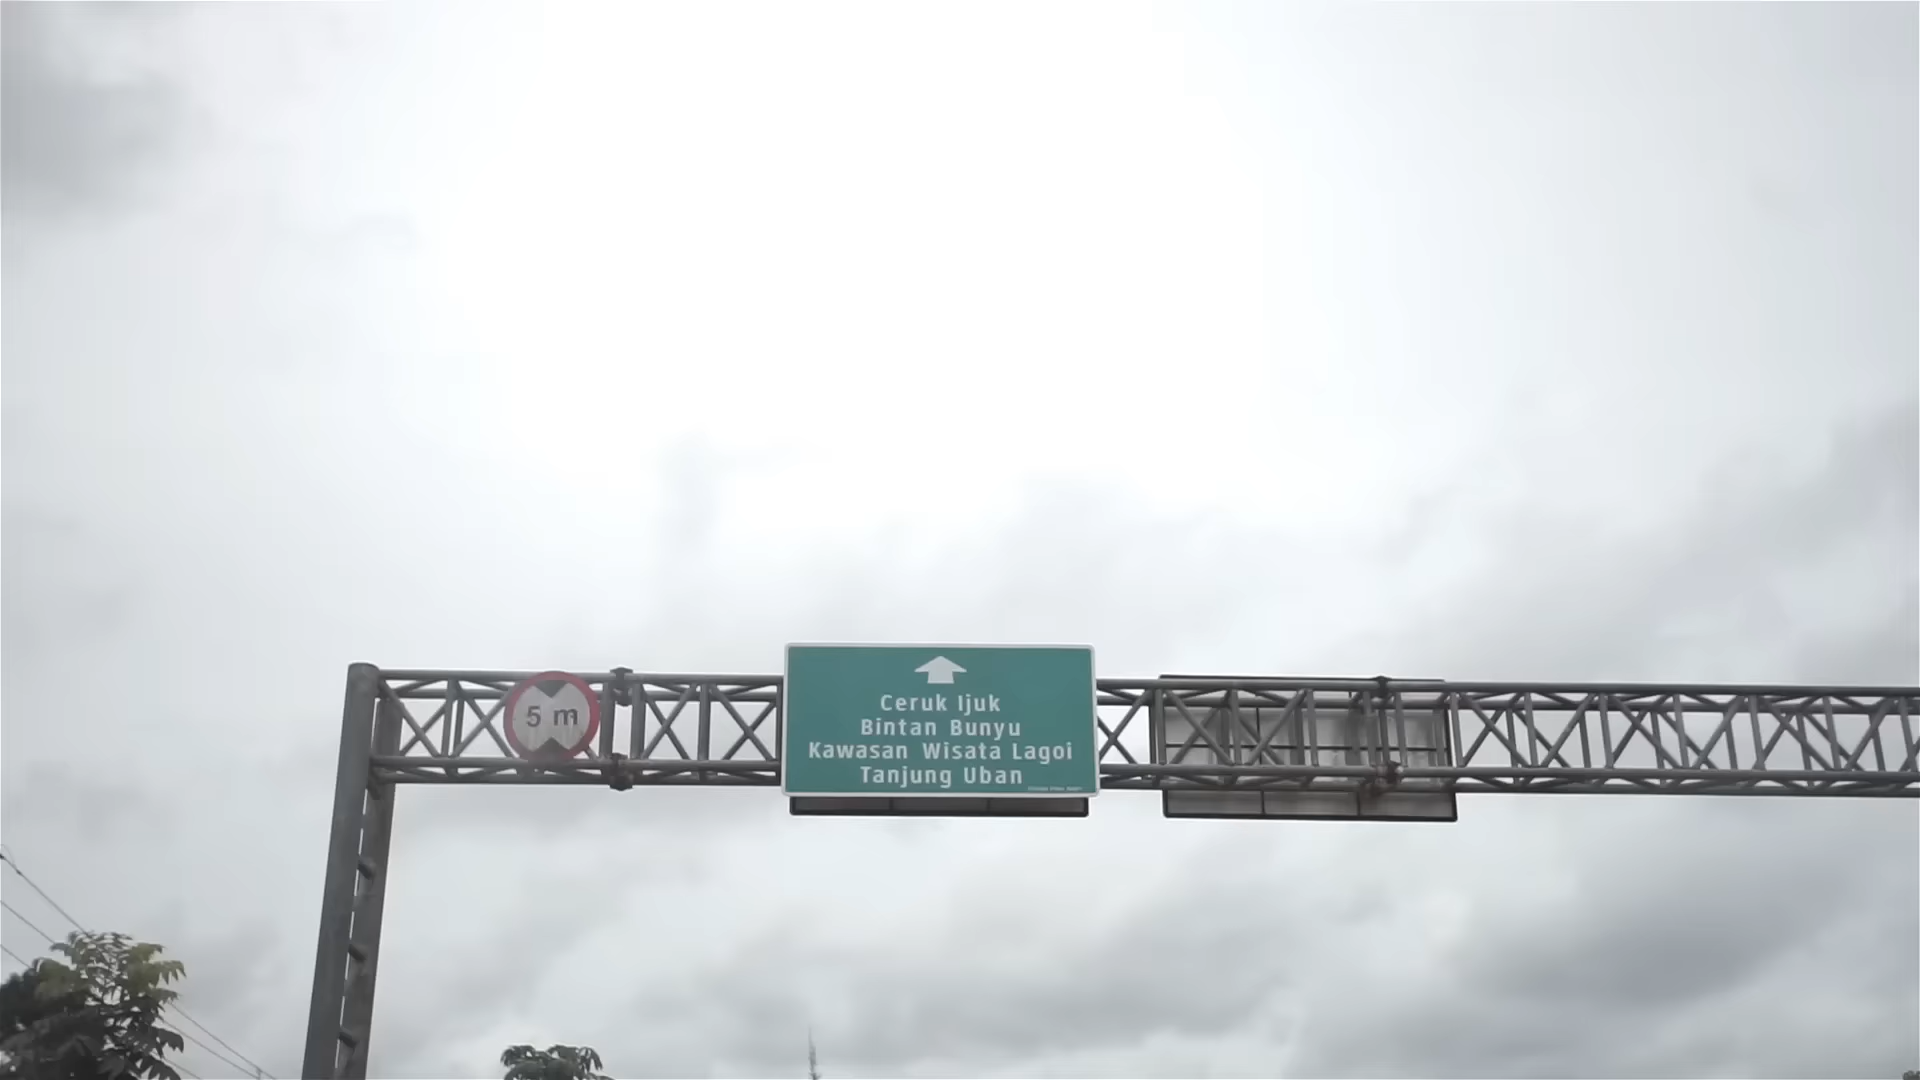 5 m
Ceruk Ijuk
Bintan Bunyu
Kawasan Wisata Lagoi
Tanjung Uban